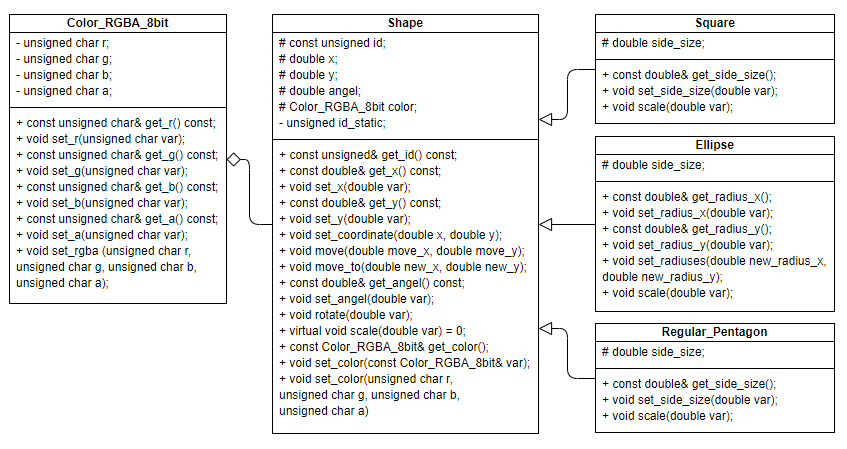 Color_RGBA_8bit
- unsigned char r;
- unsigned char g;
- unsigned char b;
- unsigned char a;
+ const unsigned char& get_r() const;
+ void set_r(unsigned char var);
+ const unsigned char& get_g() const;
+ void set_g(unsigned char var);
+ const unsigned char& get_b() const;
+ void set_b(unsigned char var);
+ const unsigned char& get_a() const;
+ void set_a(unsigned char var);
+ void set_rgba (unsigned char r,
unsigned char g, unsigned char b,
unsigned char a);
Shape
# const unsigned id;
# double x;
# double y;
# double angel;
# Color_RGBA_8bit color;
- unsigned id_static;
+ const unsigned& get_id() const;
+ const double& get_x() const;
+ void set_x(double var);
+ const double& get_y() const;
+ void set_y(double var);
+ void set_coordinate(double x, double y);
+ void move(double move_x, double move_y);
+ void move_to(double new_x, double new_y);
+ const double& get_angel() const;
+ void set_angel(double var);
+ void rotate(double var);
+ virtual void scale(double var) = 0;
+ const Color_RGBA_8bit& get_color();
+ void set_color(const Color_RGBA_8bit& var);
+ void set_color(unsigned char r,
unsigned char g, unsigned char b,
unsigned char a)
Square
# double side_size;
+ const double& get_side_size();
+ void set_side_size(double var);
+ void scale(double var);
Ellipse
# double side_size;
+ const double& get_radius_x();
+ void set_radius_x(double var);
+ const double& get_radius_y();
+ void set_radius_y(double var);
+ void set_radiuses(double new_radius_x,
double new_radius_y);
+ void scale(double var);
Regular_Pentagon
# double side_size;
+ const double& get_side_size();
+ void set_side_size(double var);
+ void scale(double var);